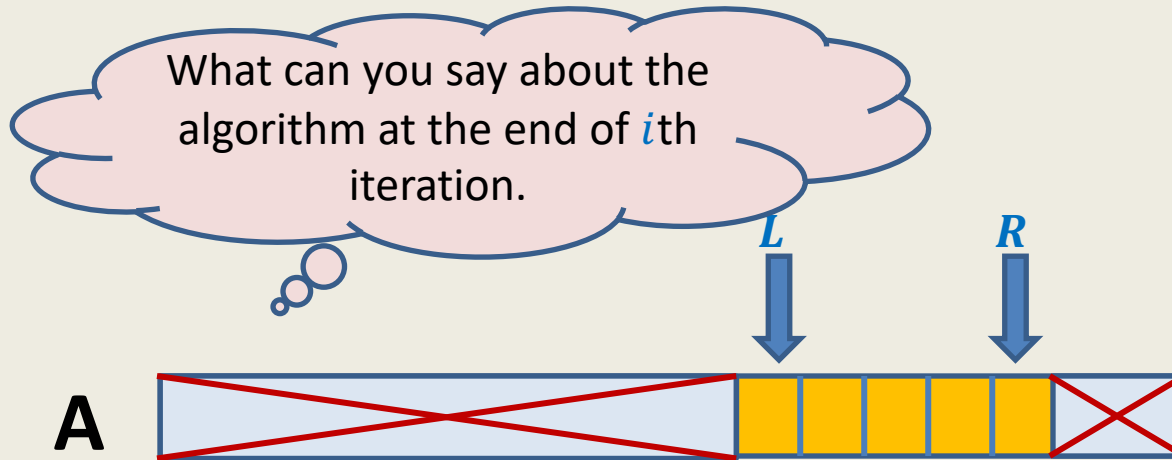 What can you say about the
algorithm at the end of ith
iteration.
L R
A